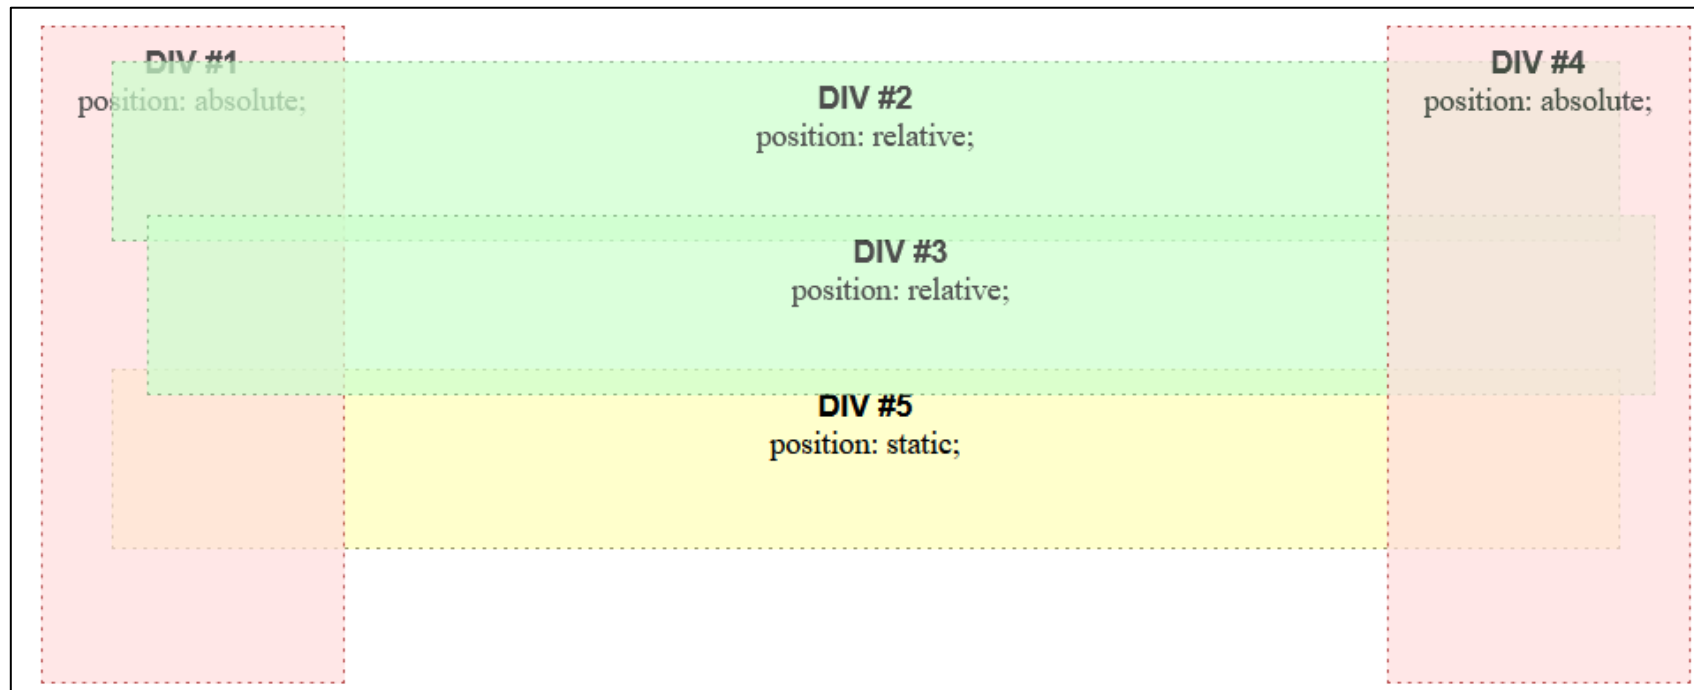 DIV #1
position: absolute;
DIV #2
position: relative;
DIV #3
position: relative;
DIV #4
position: absolute;
DIV #5
position: static;